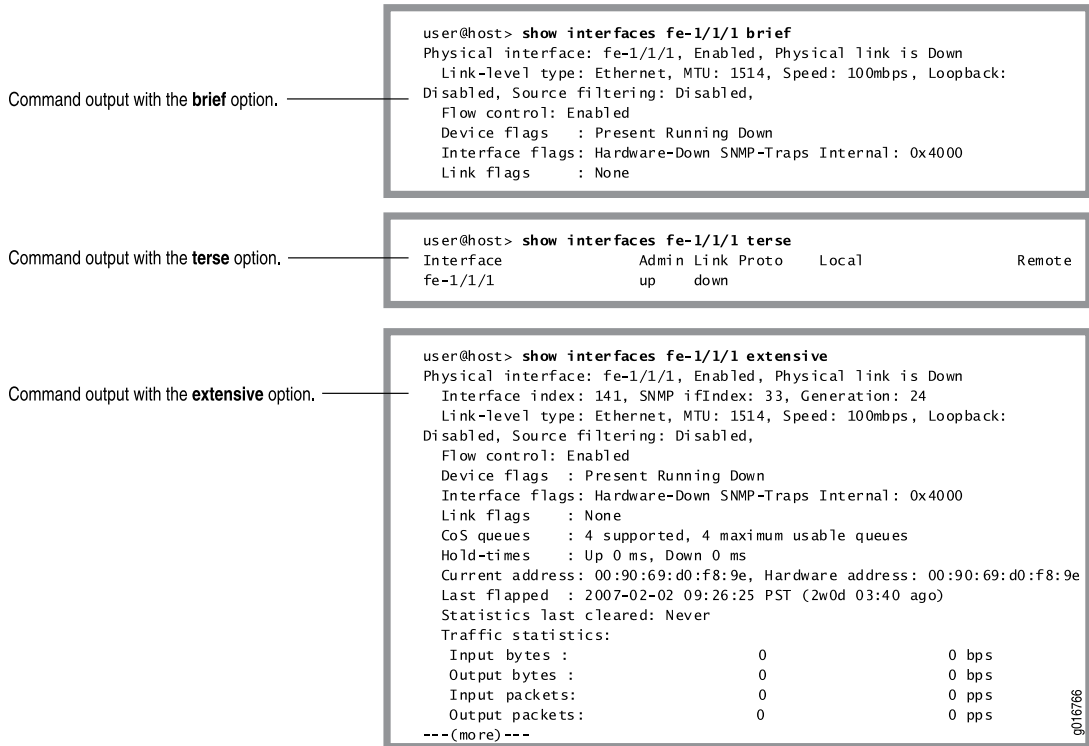 user@host> show interfaces fe-1/1/1 brief
Physical interface: fe-1/1/1, Enabled, Physical link is Down
Link-level type: Ethernet, MTU: 1514, Speed: 100mbps, Loopback:
Command output with the brief option.
Disabled, Source filtering: Disabled,
Flow control: Enabled
Device flags : Present Running Down
Interface flags: Hardware-Down SNMP-Traps Internal: 0x4000
Link flags : None
user@host> show interfaces fe-1/1/1 terse
Command output with the terse option.
Interface Admin Link Proto Local Remote
fe-1/1/1 up down
user@host> show interfaces fe-1/1/1 extensive
Physical interface: fe-1/1/1, Enabled, Physical link is Down
Command output with the extensive option.
Interface index: 141, SNMP ifIndex: 33, Generation: 24
Link-level type: Ethernet, MTU: 1514, Speed: 100mbps, Loopback:
Disabled, Source filtering: Disabled,
Flow control: Enabled
Device flags : Present Running Down
Interface flags: Hardware-Down SNMP-Traps Internal: 0x4000
Link flags : None
CoS queues : 4 supported, 4 maximum usable queues
Hold-times : Up 0 ms, Down 0 ms
Current address: 00:90:69:d0:f8:9e, Hardware address: 00:90:69:d0:f8:9e
Last flapped : 2007-02-02 09:26:25 PST (2w0d 03:40 ago)
Statistics last cleared: Never
Traffic statistics:
Input bytes : 0 0 bps
Output bytes : 0 0 bps
Input packets: 0 0 pps
Output packets: 0 0 pps
---(more)---
g016766